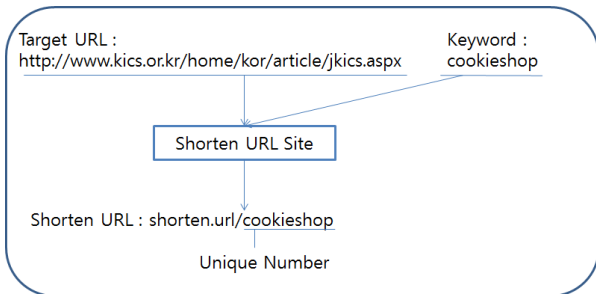 Target URL :
http://www.kics.or.kr/home/kor/article/jkics.aspx
Keyword :
cookieshop
Shorten URL Site
Shorten URL : shorten.url/cookieshop
Unique Number